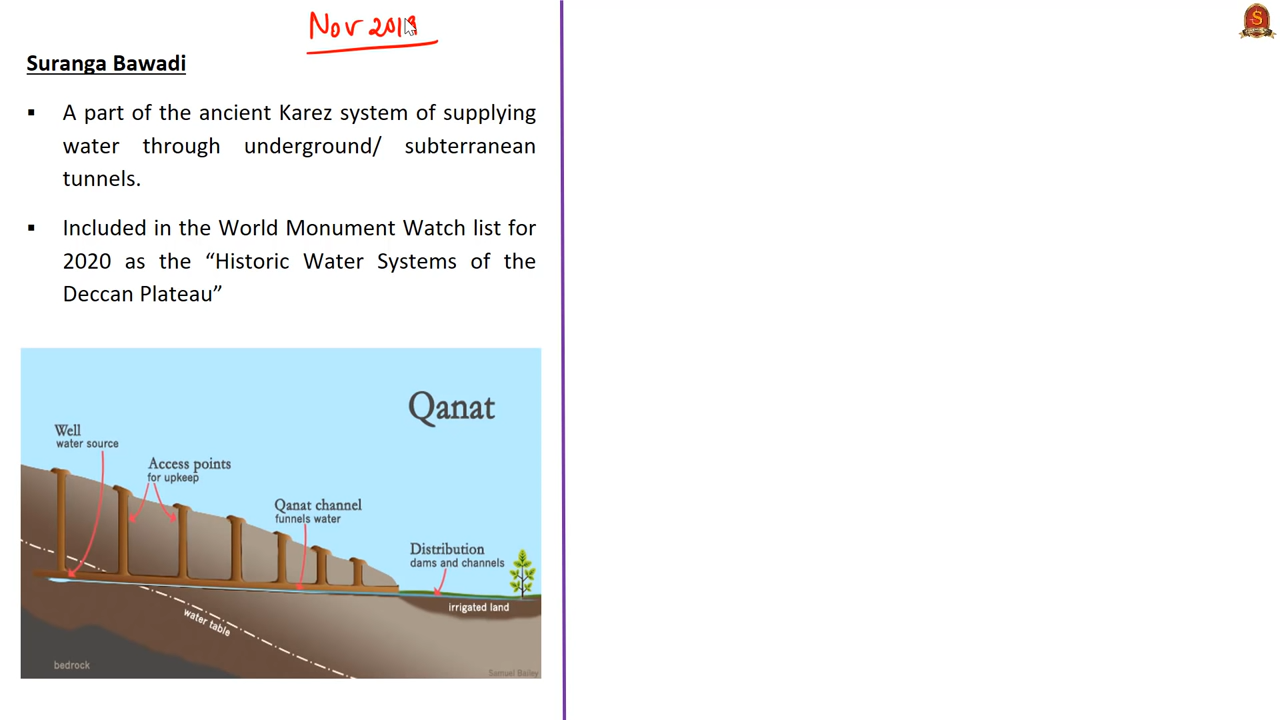 Nov 2019
Suranga Bawadi
▪ A part of the ancient Karez system of supplying
water through underground/ subterranean
tunnels.
▪ Included in the World Monument Watch list for
2020 as the “Historic Water Systems of the
Deccan Plateau”
Qanat
Well
water source
Access points
for upkeep
Qanat channel
funnels water
Distribution
dams and channels
irrigated land
water table
bedrock
Samuel Bailey